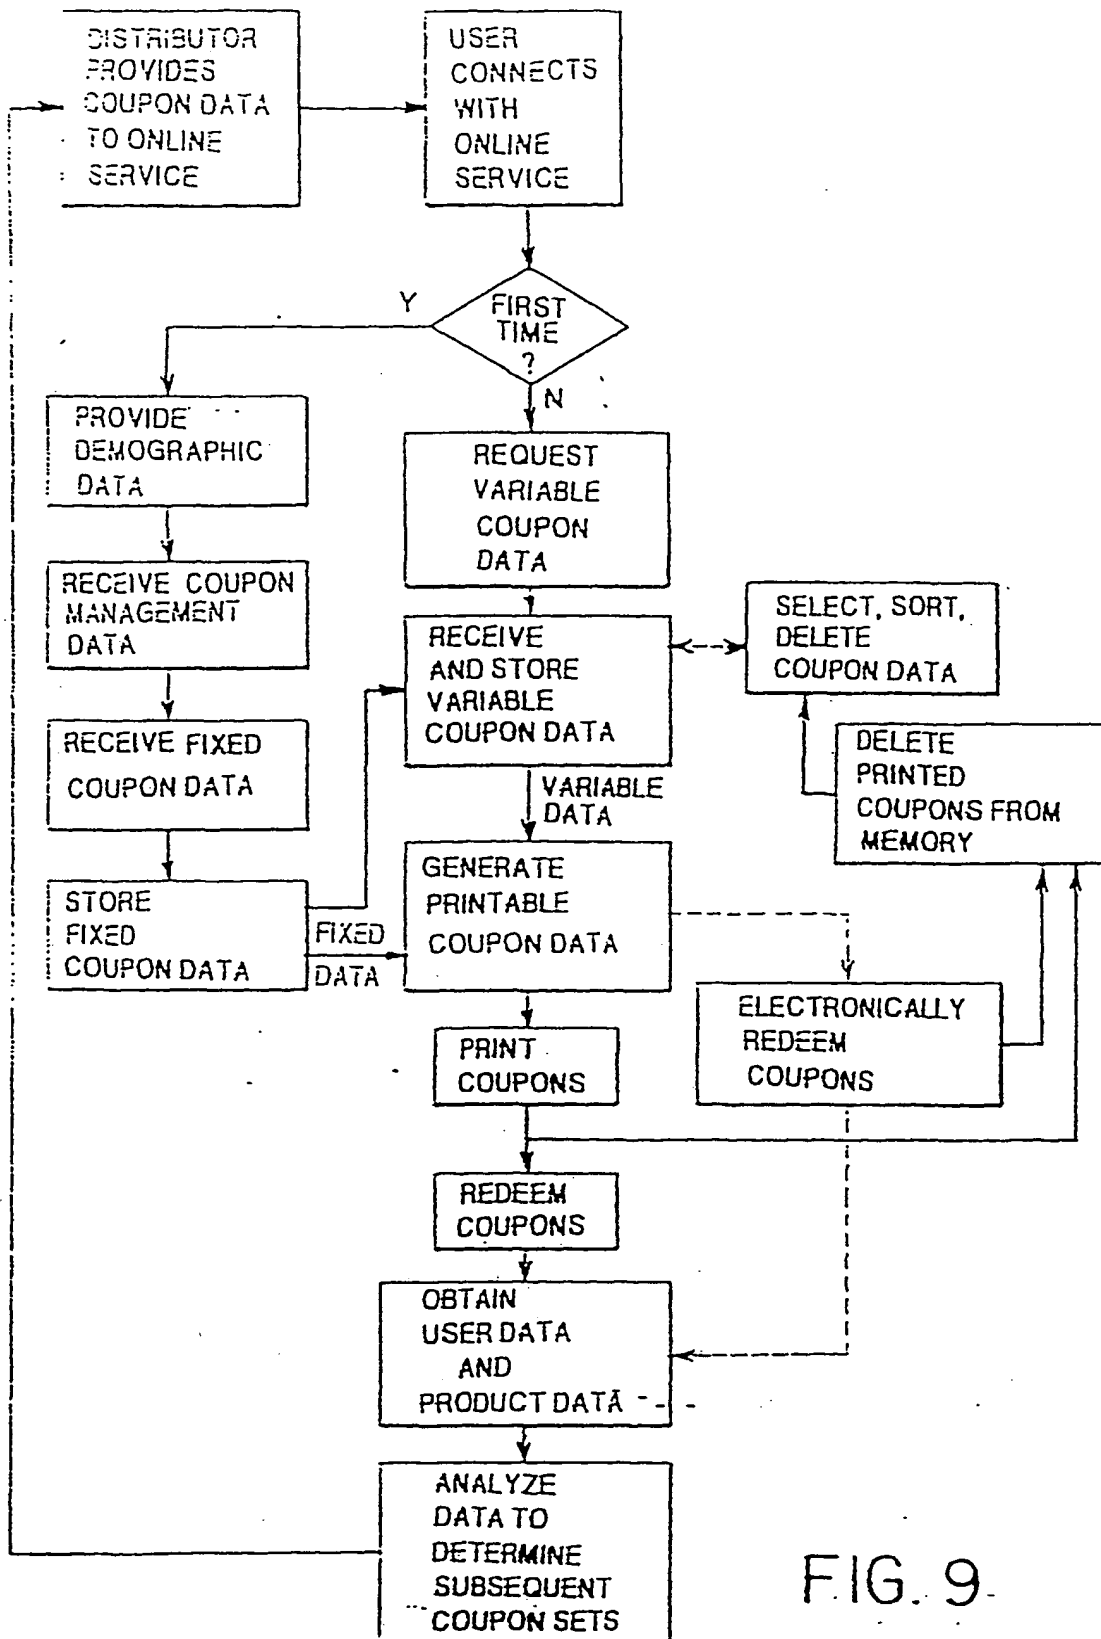 DISTRIBUTOR
PROVIDES
COUPON DATA
TO ONLINE
SERVICE
USER
CONNECTS
WITH
ONLINE
SERVICE
FIRST
TIME
?
Y
N
PROVIDE
DEMOGRAPHIC
DATA
REQUEST
VARIABLE
COUPON
DATA
RECEIVE COUPON
MANAGEMENT
DATA
RECEIVE
AND STORE
VARIABLE
COUPON DATA
SELECT, SORT,
DELETE
COUPON DATA
RECEIVE FIXED
COUPON DATA
DELETE
PRINTED
COUPONS FROM
MEMORY
VARIABLE
DATA
STORE
FIXED
COUPON DATA
FIXED
DATA
GENERATE
PRINTABLE
COUPON DATA
ELECTRONICALLY
REDEEM
COUPONS
PRINT
COUPONS
REDEEM
COUPONS
OBTAIN
USER DATA
AND
PRODUCT DATA
ANALYZE
DATA TO
DETERMINE
SUBSEQUENT
COUPON SETS
FIG. 9